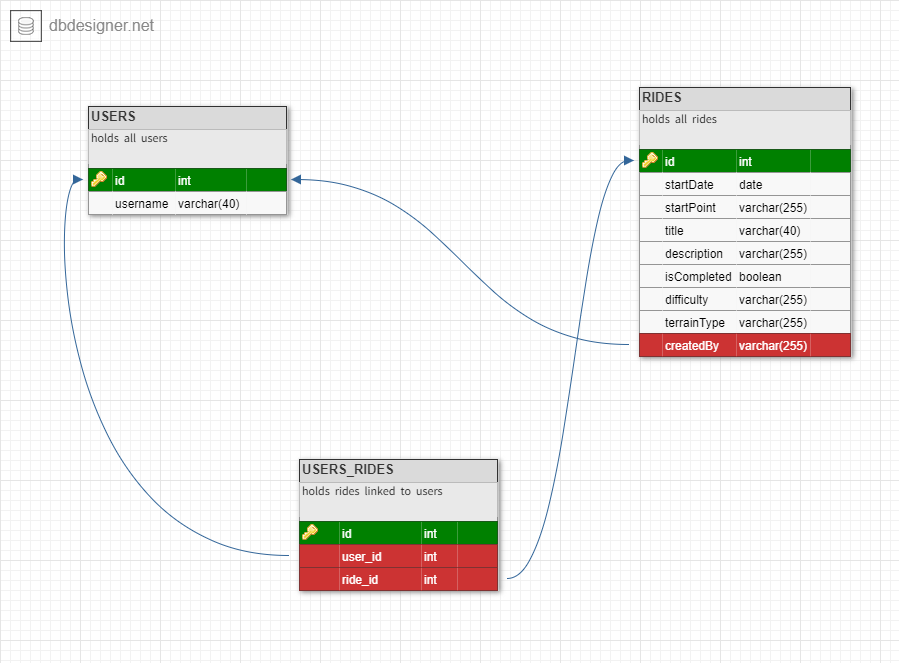 dbdesigner.net
USERS
holds all users
id int
username varchar(40)
RIDES
holds all rides
id int
startDate date
startPoint varchar(255)
title varchar(40)
description varchar(255)
isCompleted boolean
difficulty varchar(255)
terrainType varchar(255)
createdBy varchar(255)
USERS_RIDES
holds rides linked to users
id int
user_id int
ride_id int